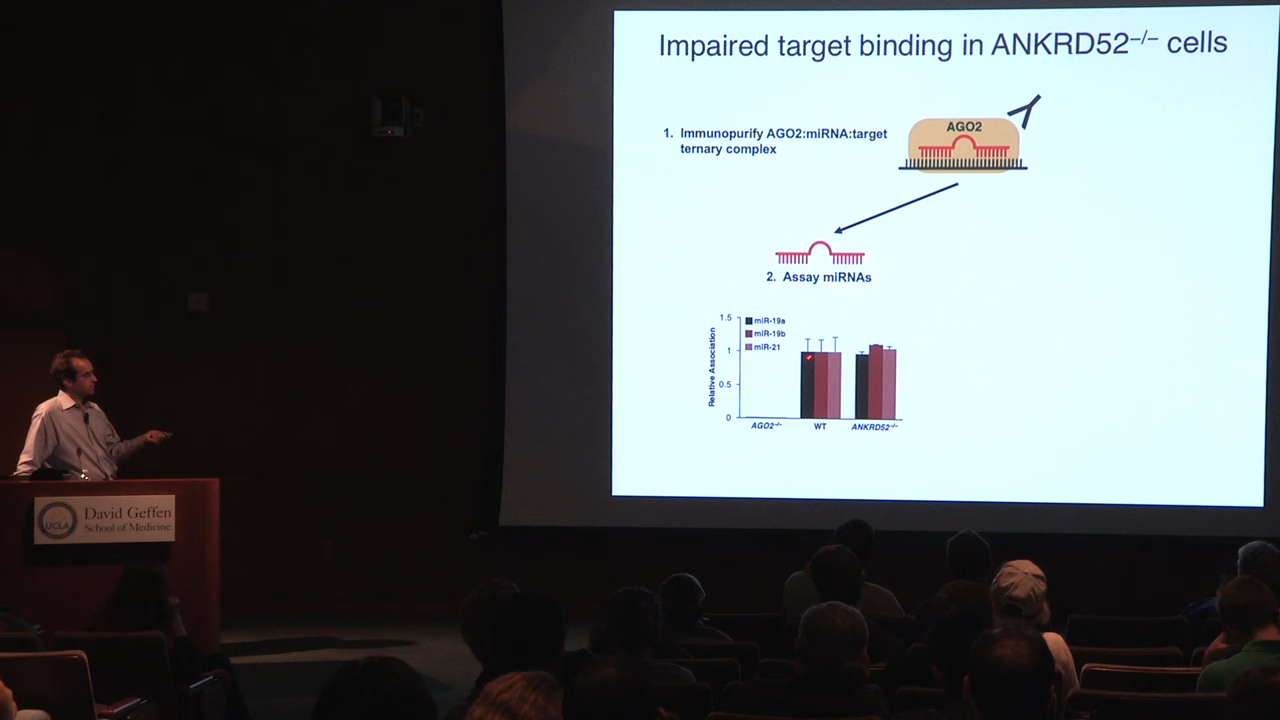 Impaired target binding in ANKRD52–/– cells
1. Immunopurify AGO2:miRNA:target
ternary complex
AGO2
2. Assay miRNAs
1.5
1
0.5
0
Relative Association
miR-19a
miR-19b
miR-21
AGO2–/–
WT
ANKRD52–/–
UCLA
David Geffen
School of Medicine